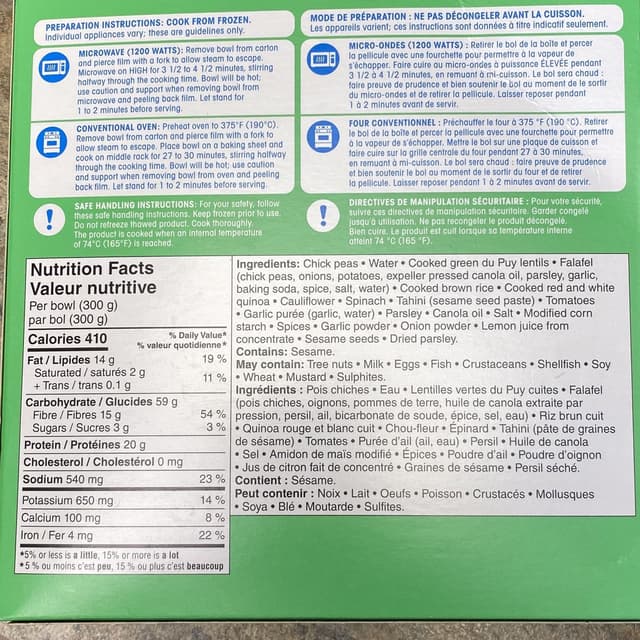 PREPARATION INSTRUCTIONS: COOK FROM FROZEN.
Individual appliances vary; these are guidelines only.
MICROWAVE (1200 WATTS): Remove bowl from carton
and pierce film with a fork to allow steam to escape.
Microwave on HIGH for 3 1/2 to 4 1/2 minutes, stirring
halfway through the cooking time. Bowl will be hot;
use caution and support when removing bowl from
microwave and peeling back film. Let stand for
1 to 2 minutes before serving.
CONVENTIONAL OVEN: Preheat oven to 375°F (190°C).
Remove bowl from carton and pierce film with a fork to
allow steam to escape. Place bowl on a baking sheet and
cook on middle rack for 27 to 30 minutes, stirring halfway
through the cooking time. Bowl will be hot; use caution
and support when removing bowl from oven and peeling
back film. Let stand for 1 to 2 minutes before serving.
SAFE HANDLING INSTRUCTIONS: For your safety, follow
these safe handling instructions. Keep frozen prior to use.
Do not refreeze thawed product. Cook thoroughly.
The product is cooked when an internal temperature
of 74°C (165°F) is reached.
MODE DE PRÉPARATION : NE PAS DÉCONGELER AVANT LA CUISSON.
Les appareils varient; ces instructions sont données à titre indicatif seulement.
MICRO-ONDES (1200 WATTS) : Retirer le bol de la boîte et percer
la pellicule avec une fourchette pour permettre à la vapeur de
s'échapper. Faire cuire au micro-ondes à puissance ÉLEVÉE pendant
3 1/2 à 4 1/2 minutes, en remuant à mi-cuisson. Le bol sera chaud :
faire preuve de prudence et bien soutenir le bol au moment de le sortir
du micro-ondes et de retirer la pellicule. Laisser reposer pendant
1 à 2 minutes avant de servir.
FOUR CONVENTIONNEL : Préchauffer le four à 375 °F (190 °C). Retirer
le bol de la boîte et percer la pellicule avec une fourchette pour permettre
à la vapeur de s'échapper. Mettre le bol sur une plaque de cuisson et
faire cuire sur la grille centrale du four pendant 27 à 30 minutes,
en remuant à mi-cuisson. Le bol sera chaud : faire preuve de prudence
et bien soutenir le bol au moment de le sortir du four et de retirer
la pellicule. Laisser reposer pendant 1 à 2 minutes avant de servir.
DIRECTIVES DE MANIPULATION SÉCURITAIRE : Pour votre sécurité,
suivre ces directives de manipulation sécuritaire. Garder congelé
jusqu'à utilisation. Ne pas recongeler le produit décongelé.
Bien cuire. Le produit est cuit lorsque sa température interne
atteint 74 °C (165 °F).
Nutrition Facts
Valeur nutritive
Per bowl (300 g)
par bol (300 g)
Calories 410
% Daily Value*
% valeur quotidienne*
Fat / Lipides 14 g 19 %
Saturated / saturés 2 g
+ Trans / trans 0.1 g 11 %
Carbohydrate / Glucides 59 g
Fibre / Fibres 15 g 54 %
Sugars / Sucres 3 g 3 %
Protein / Protéines 20 g
Cholesterol / Cholestérol 0 mg
Sodium 540 mg 23 %
Potassium 650 mg 14 %
Calcium 100 mg 8 %
Iron / Fer 4 mg 22 %
*5% or less is a little, 15% or more is a lot
*5 % ou moins c'est peu, 15 % ou plus c'est beaucoup
Ingredients: Chick peas • Water • Cooked green du Puy lentils • Falafel
(chick peas, onions, potatoes, expeller pressed canola oil, parsley, garlic,
baking soda, spice, salt, water) • Cooked brown rice • Cooked red and white
quinoa • Cauliflower • Spinach • Tahini (sesame seed paste) • Tomatoes
• Garlic purée (garlic, water) • Parsley • Canola oil • Salt • Modified corn
starch • Spices • Garlic powder • Onion powder • Lemon juice from
concentrate • Sesame seeds • Dried parsley.
Contains: Sesame.
May contain: Tree nuts • Milk • Eggs • Fish • Crustaceans • Shellfish • Soy
• Wheat • Mustard • Sulphites.
Ingrédients : Pois chiches • Eau • Lentilles vertes du Puy cuites • Falafel
(pois chiches, oignons, pommes de terre, huile de canola extraite par
pression, persil, ail, bicarbonate de soude, épice, sel, eau) • Riz brun cuit
• Quinoa rouge et blanc cuit • Chou-fleur • Épinard • Tahini (pâte de graines
de sésame) • Tomates • Purée d'ail (ail, eau) • Persil • Huile de canola
• Sel • Amidon de maïs modifié • Épices • Poudre d'ail • Poudre d'oignon
• Jus de citron fait de concentré • Graines de sésame • Persil séché.
Contient : Sésame.
Peut contenir : Noix • Lait • Oeufs • Poisson • Crustacés • Mollusques
• Soya • Blé • Moutarde • Sulfites.